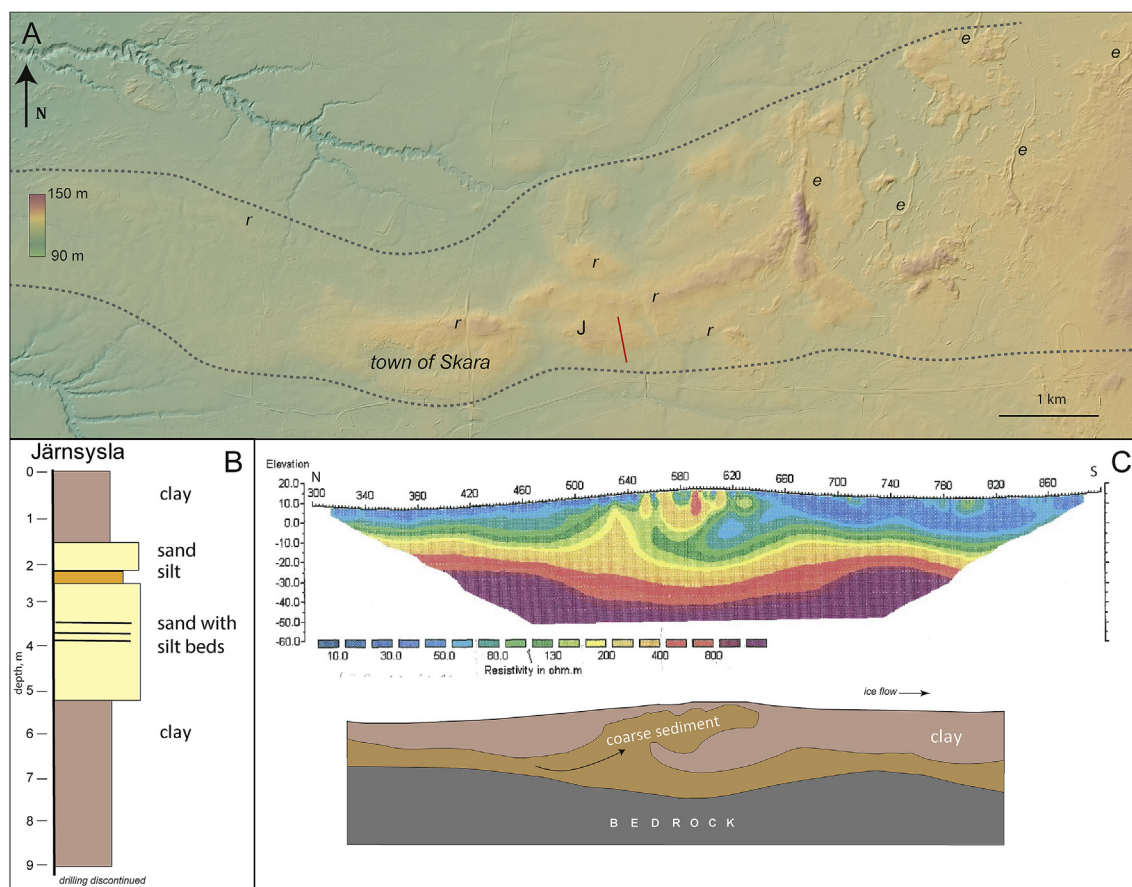 A
N
150 m
90 m
r
r
r
r
r
e
e
e
e
e
J
town of Skara
1 km
Järnsysla
B
0
1
2
3
4
5
6
7
8
9
depth, m
clay
sand
silt
sand with
silt beds
clay
drilling discontinued
C
Elevation
N
S
300 340 380 420 460 500 540 580 620 660 700 740 780 820 860
20.0
10.0
0.0
-10.0
-20.0
-30.0
-40.0
-50.0
-60.0
10.0 30.0 50.0 80.0 130 200 400 800
Resistivity in ohm.m
ice flow
coarse sediment
clay
BEDROCK